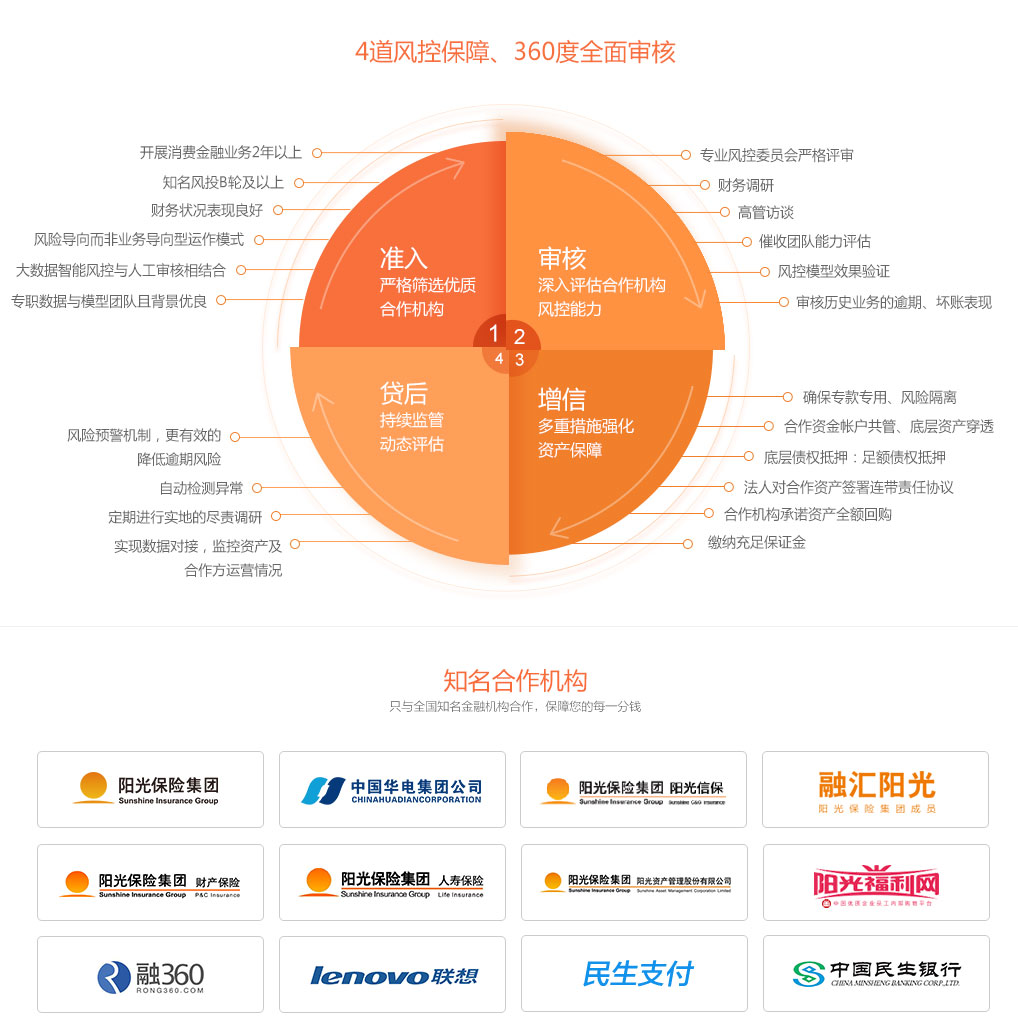 4道风控保障、360度全面审核
开展消费金融业务2年以上
知名风投B轮及以上
财务状况表现良好
风险导向而非业务导向型运作模式
大数据智能风控与人工审核相结合
专职数据与模型团队且背景优良
准入
严格筛选优质
合作机构
1
专业风控委员会严格评审
财务调研
高管访谈
催收团队能力评估
风控模型效果验证
审核历史业务的逾期、坏账表现
审核
深入评估合作机构
风控能力
2
确保专款专用、风险隔离
合作资金帐户共管、底层资产穿透
底层债权抵押：足额债权抵押
法人对合作资产签署连带责任协议
合作机构承诺资产全额回购
缴纳充足保证金
增信
多重措施强化
资产保障
3
贷后
持续监管
动态评估
4
风险预警机制，更有效的
降低逾期风险
自动检测异常
定期进行实地的尽责调研
实现数据对接，监控资产及
合作方运营情况
知名合作机构
只与全国知名金融机构合作，保障您的每一分钱
阳光保险集团
Sunshine Insurance Group
中国华电集团公司
CHINAHUADIANCORPORATION
阳光保险集团 阳光信保
Sunshine Insurance Group Sunshine C&G Insurance
融汇阳光
阳光保险集团成员
阳光保险集团 财产保险
Sunshine Insurance Group P&C Insurance
阳光保险集团 人寿保险
Sunshine Insurance Group Life Insurance
阳光保险集团 阳光资产管理股份有限公司
Sunshine Insurance Group Sunshine Asset Management Corporation Limited
阳光福利网
中国优质企业员工内部购物平台
融360
RONG360.COM
lenovo联想
民生支付
中国民生银行
CHINA MINSHENG BANKING CORP.,LTD.